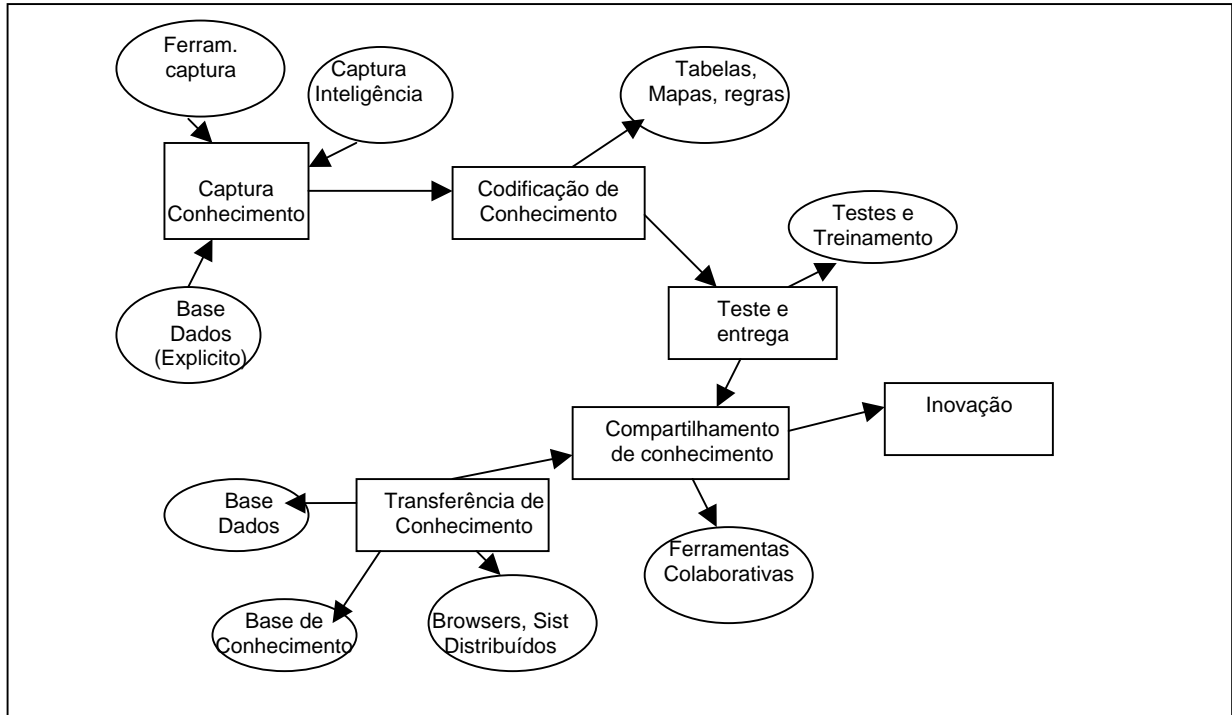 Ferram.
captura
Captura
Inteligência
Tabelas,
Mapas, regras
Captura
Conhecimento
Codificação de
Conhecimento
Testes e
Treinamento
Base
Dados
(Explicito)
Teste e
entrega
Inovação
Compartilhamento
de conhecimento
Base
Dados
Transferência de
Conhecimento
Ferramentas
Colaborativas
Base de
Conhecimento
Browsers, Sist
Distribuídos